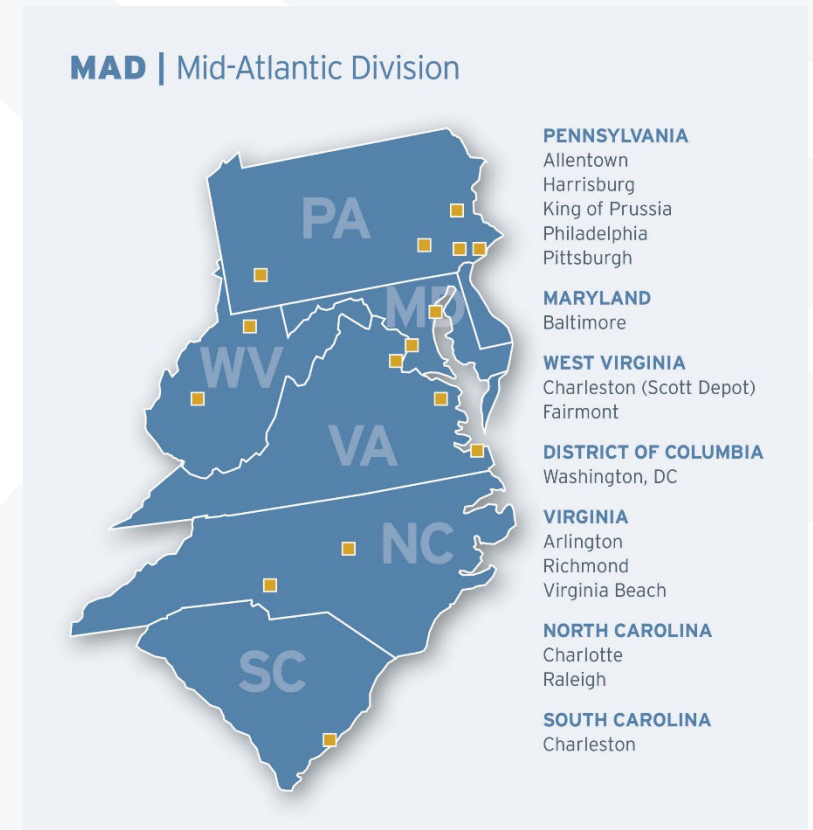 MAD | Mid-Atlantic Division
PA
MD
WV
VA
NC
SC
PENNSYLVANIA
Allentown
Harrisburg
King of Prussia
Philadelphia
Pittsburgh
MARYLAND
Baltimore
WEST VIRGINIA
Charleston (Scott Depot)
Fairmont
DISTRICT OF COLUMBIA
Washington, DC
VIRGINIA
Arlington
Richmond
Virginia Beach
NORTH CAROLINA
Charlotte
Raleigh
SOUTH CAROLINA
Charleston